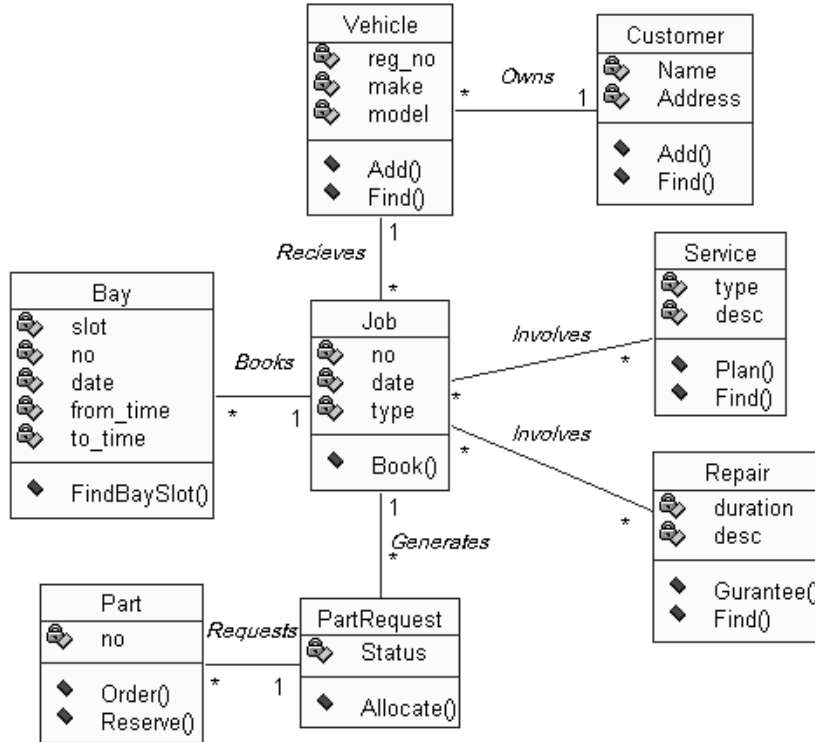 Vehicle
reg_no
make
model
Add()
Find()
Customer
Name
Address
Add()
Find()
*
Owns
1
1
Recieves
*
Service
type
desc
Plan()
Find()
Bay
slot
no
date
from_time
to_time
FindBaySlot()
Books
*
1
Job
no
date
type
Book()
Involves
*
*
Involves
*
*
Repair
duration
desc
Gurantee()
Find()
1
Generates
*
Part
no
Order()
Reserve()
Requests
*
1
PartRequest
Status
Allocate()